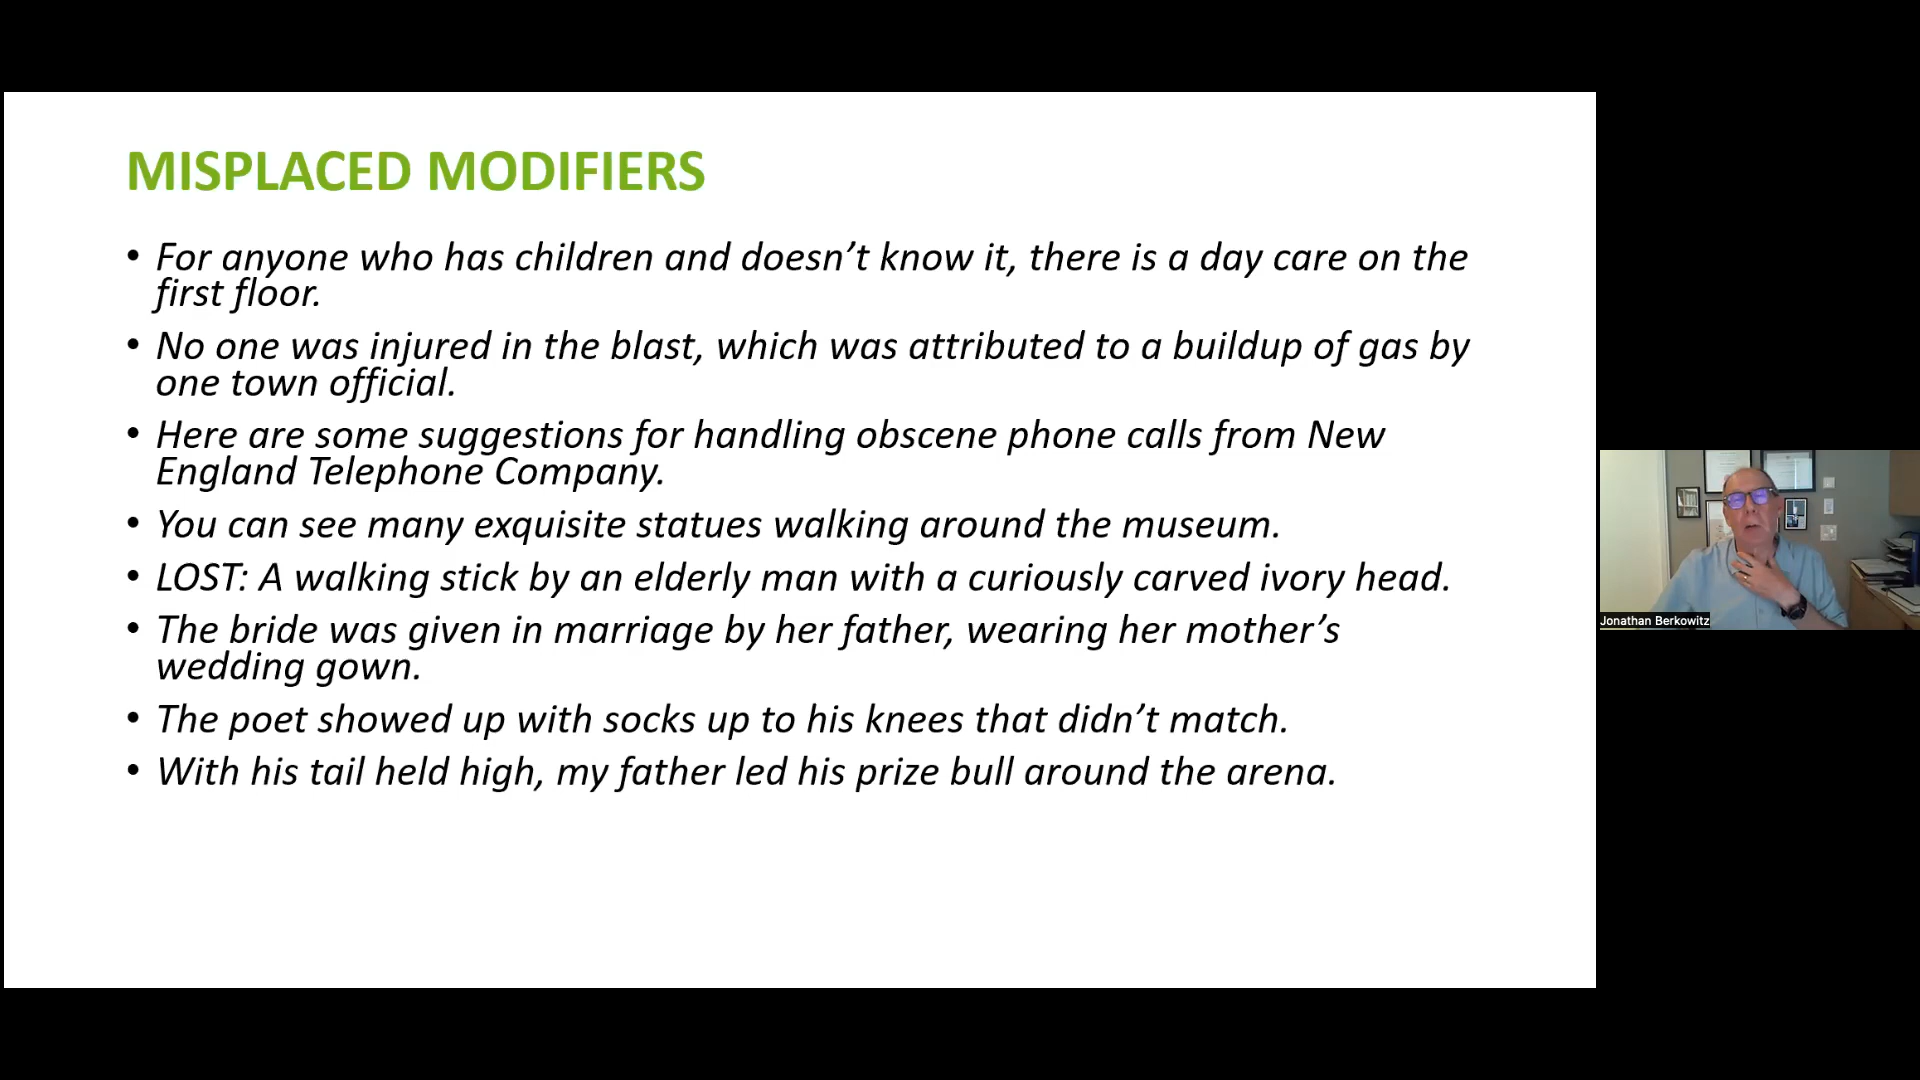 MISPLACED MODIFIERS
• For anyone who has children and doesn’t know it, there is a day care on the
first floor.
• No one was injured in the blast, which was attributed to a buildup of gas by
one town official.
• Here are some suggestions for handling obscene phone calls from New
England Telephone Company.
• You can see many exquisite statues walking around the museum.
• LOST: A walking stick by an elderly man with a curiously carved ivory head.
• The bride was given in marriage by her father, wearing her mother’s
wedding gown.
• The poet showed up with socks up to his knees that didn’t match.
• With his tail held high, my father led his prize bull around the arena.
Jonathan Berkowitz